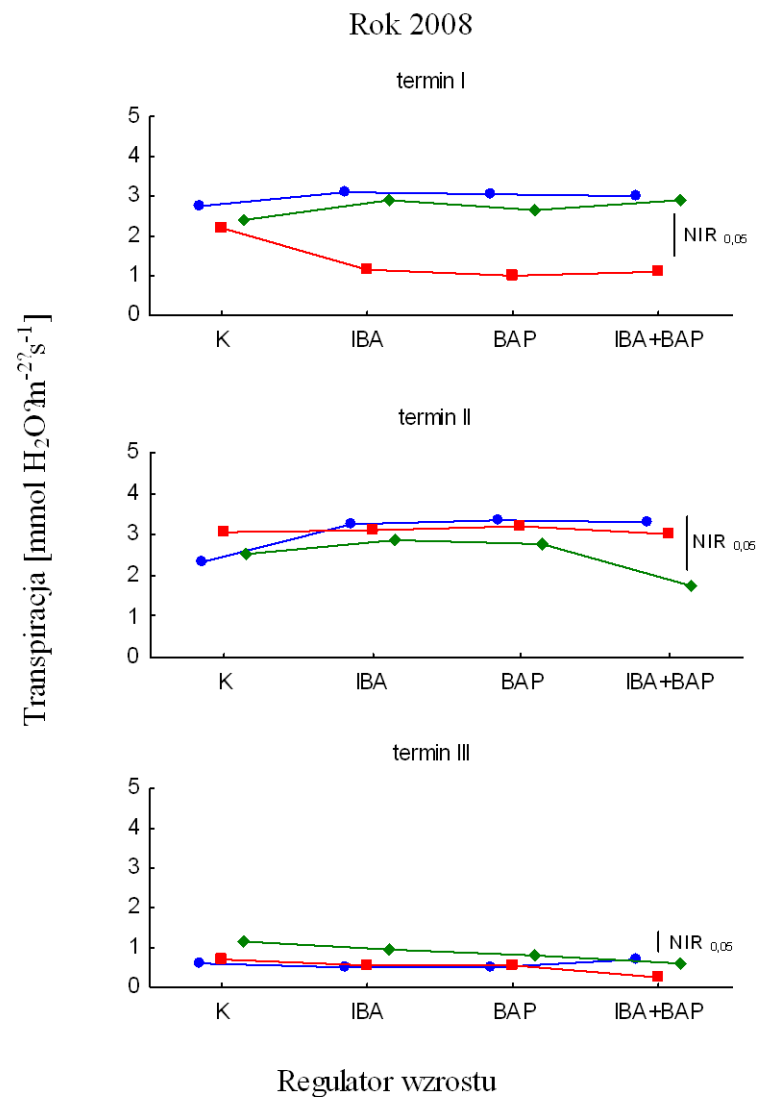 Rok 2008
termin I
5
4
3
2
1
0
NIR 0,05
K IBA BAP IBA+BAP
termin II
5
4
3
2
1
0
NIR 0,05
K IBA BAP IBA+BAP
termin III
5
4
3
2
1
0
NIR 0,05
K IBA BAP IBA+BAP
Transpiracja [mmol H₂O?m⁻²?s⁻¹]
Regulator wzrostu